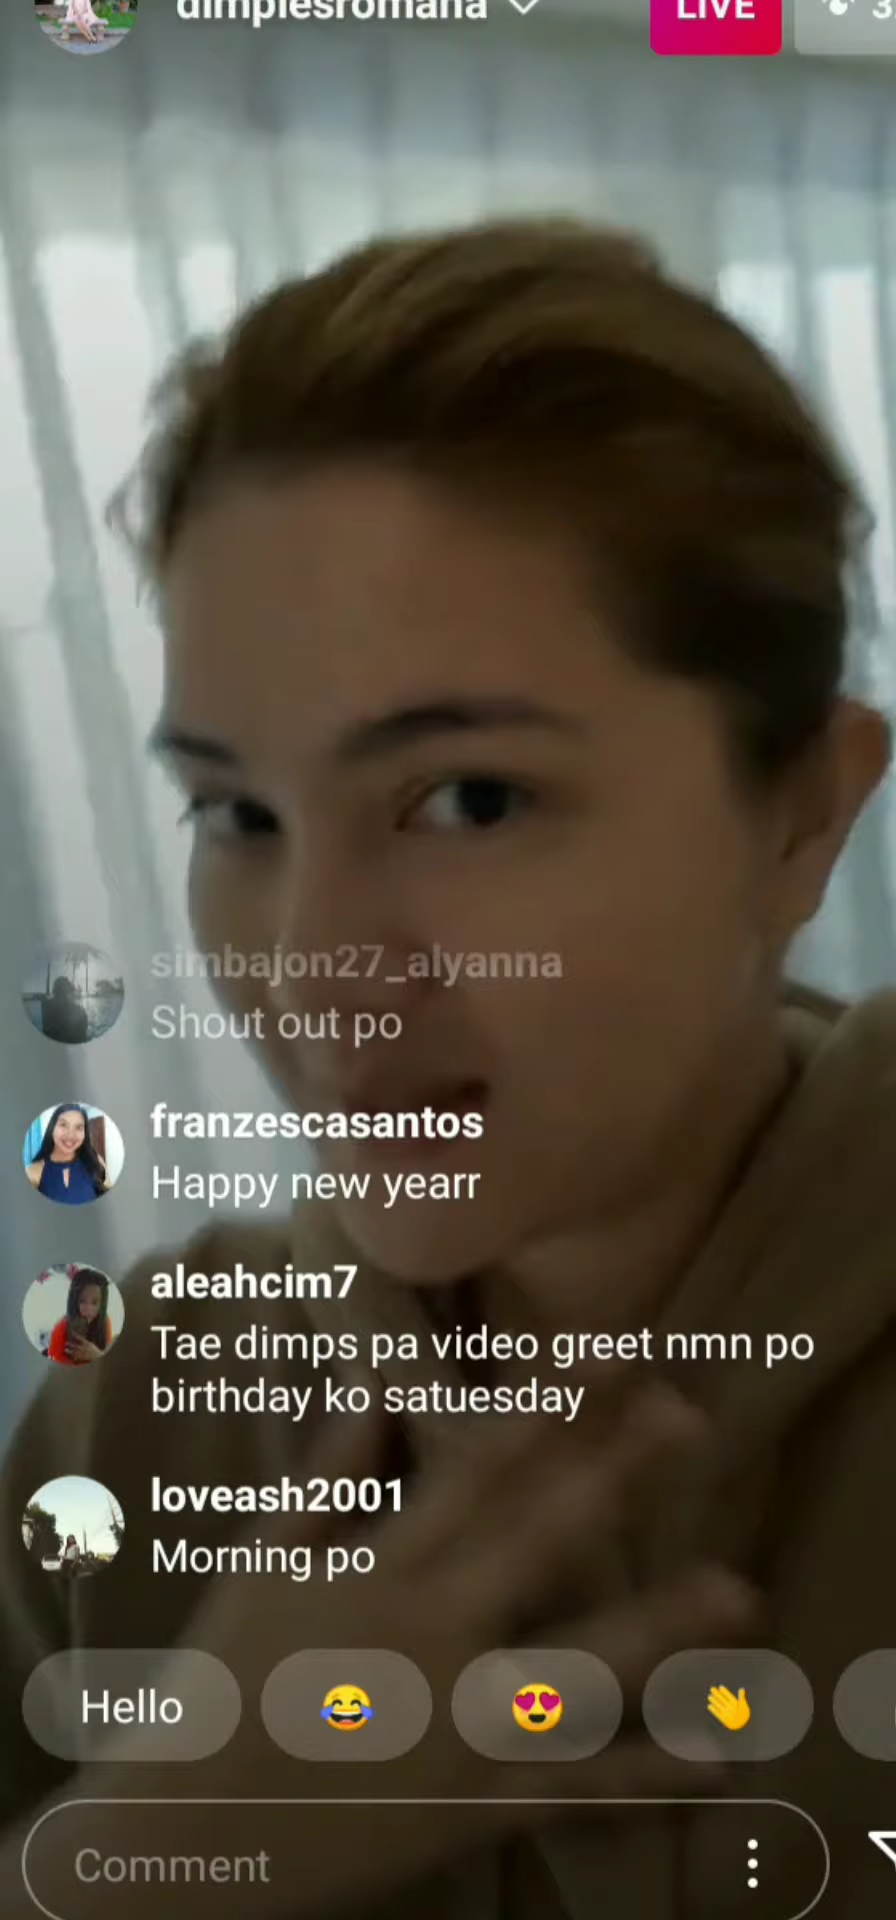 dimplesromana
LIVE
3
simbajon27_alyanna
Shout out po
franzescasantos
Happy new yearr
aleahcim7
Tae dimps pa video greet nmn po
birthday ko satuesday
loveash2001
Morning po
Hello
Comment